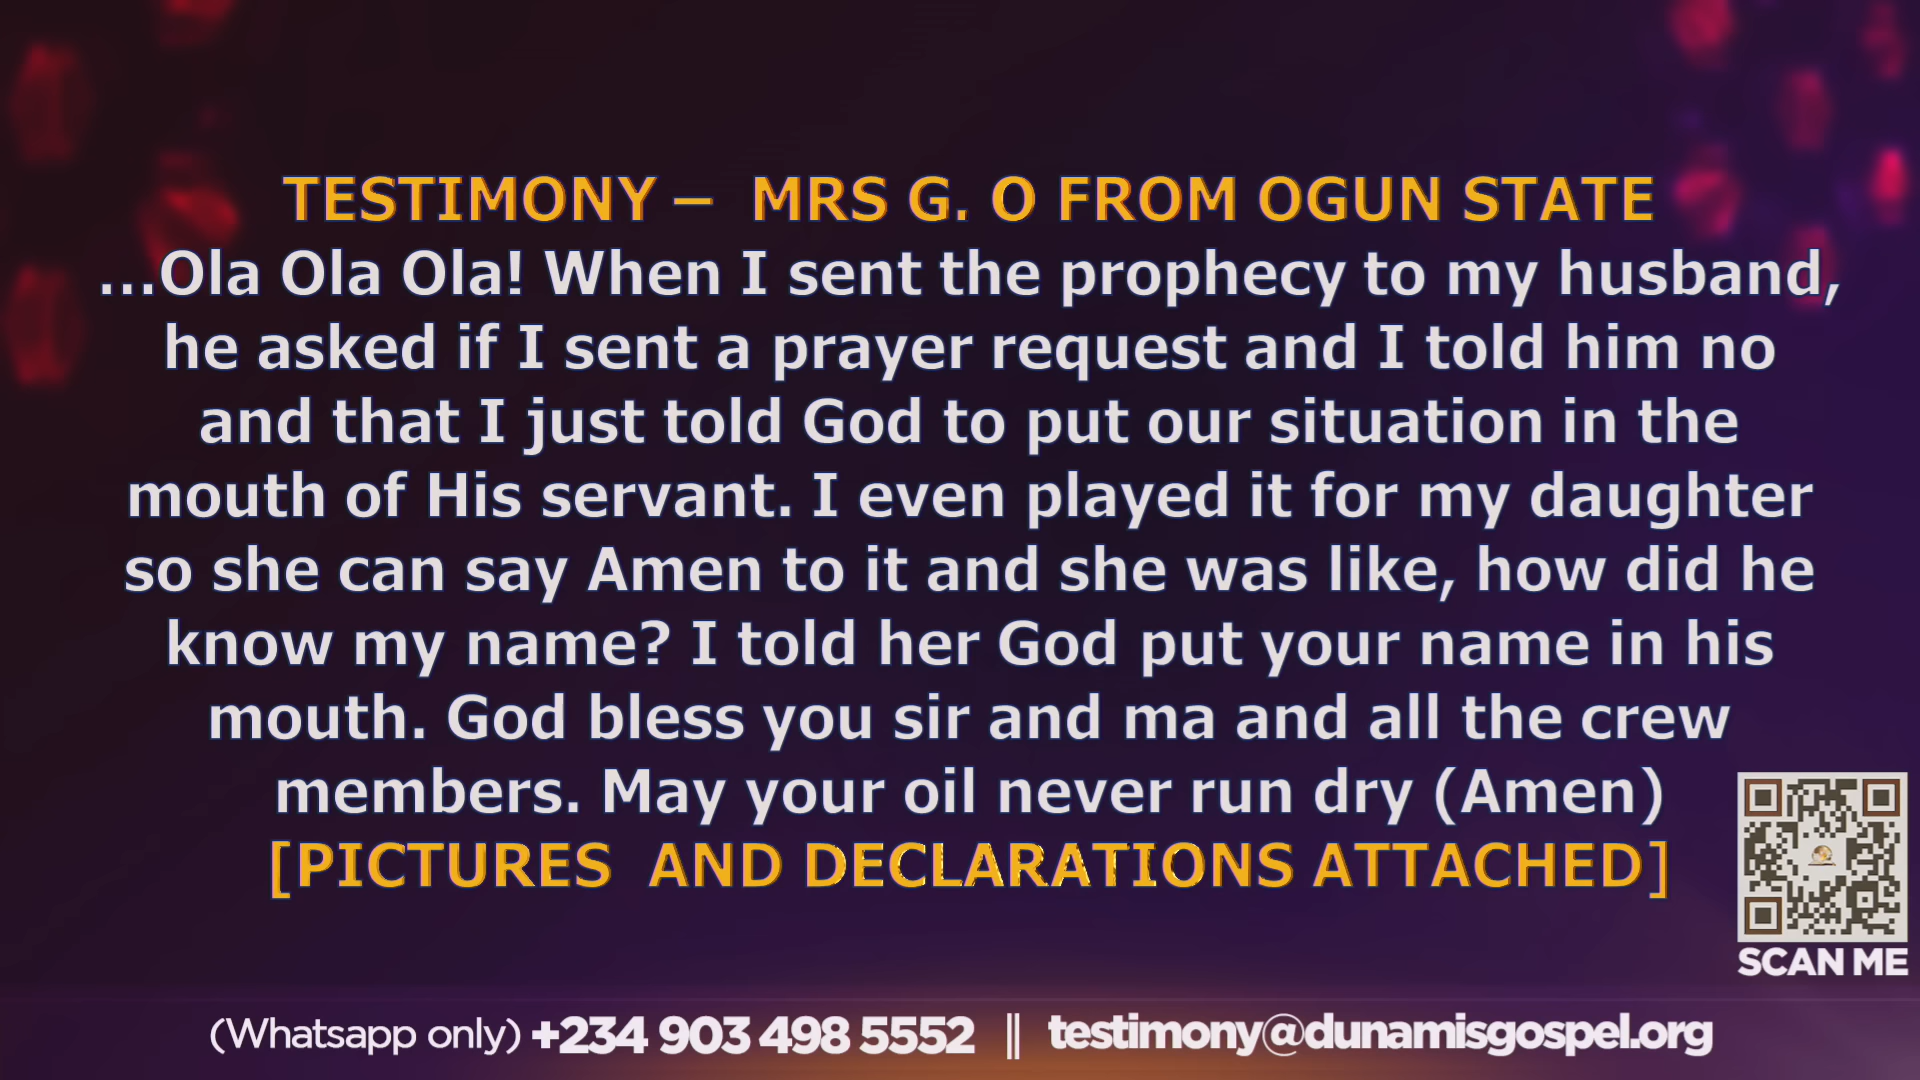 TESTIMONY – MRS G. O FROM OGUN STATE
...Ola Ola Ola! When I sent the prophecy to my husband,
he asked if I sent a prayer request and I told him no
and that I just told God to put our situation in the
mouth of His servant. I even played it for my daughter
so she can say Amen to it and she was like, how did he
know my name? I told her God put your name in his
mouth. God bless you sir and ma and all the crew
members. May your oil never run dry (Amen)
[PICTURES AND DECLARATIONS ATTACHED]
SCAN ME
(Whatsapp only) +234 903 498 5552 || testimony@dunamisgospel.org